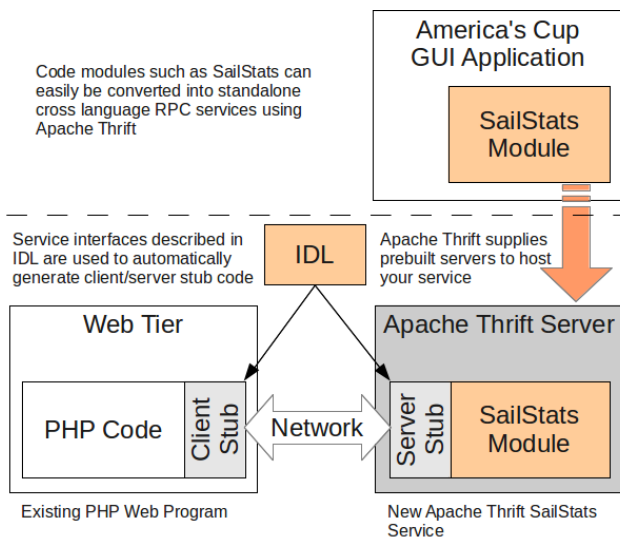 America's Cup
GUI Application
Code modules such as SailStats can
easily be converted into standalone
cross language RPC services using
Apache Thrift
SailStats
Module
Service interfaces described in
IDL are used to automatically
generate client/server stub code
IDL
Apache Thrift supplies
prebuilt servers to host
your service
Web Tier
Apache Thrift Server
PHP Code
Client
Stub
Network
Server
Stub
SailStats
Module
Existing PHP Web Program
New Apache Thrift SailStats
Service